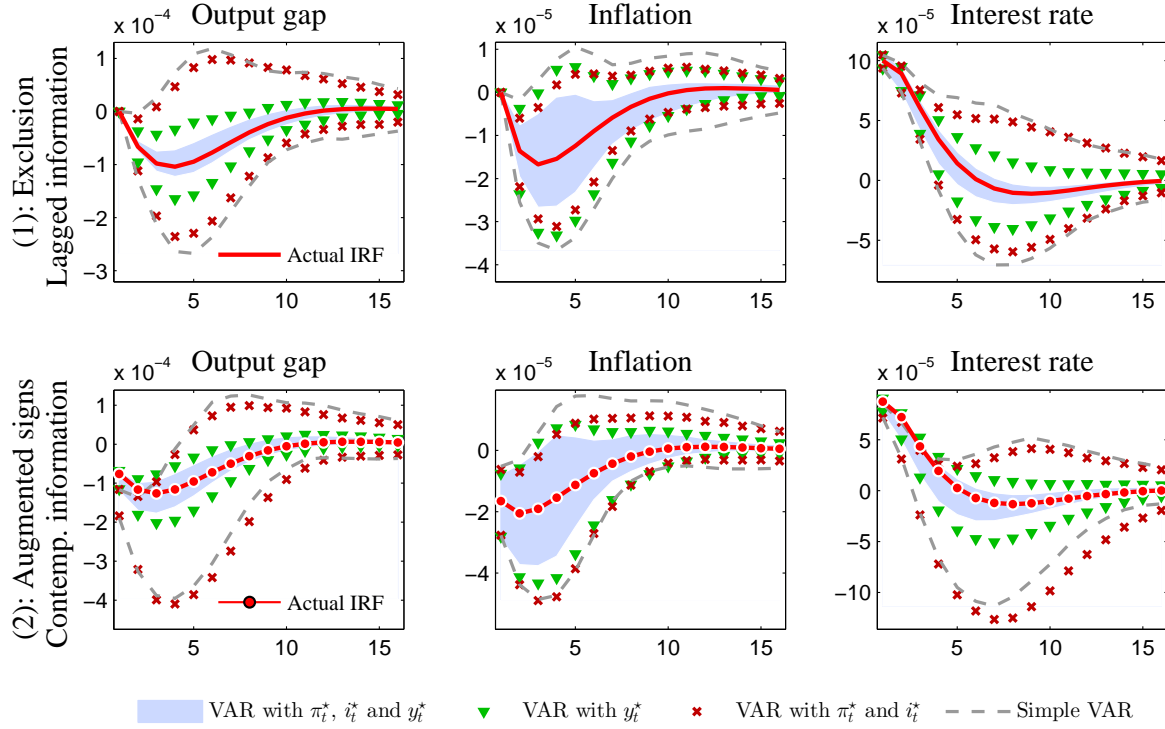 Output gap
Inflation
Interest rate
x 10⁻⁴
x 10⁻⁵
x 10⁻⁵
(1): Exclusion
Lagged information
1
0
−1
−2
−3
5 10 15
Actual IRF
1
0
−1
−2
−3
−4
5 10 15
10
5
0
−5
5 10 15
Output gap
Inflation
Interest rate
x 10⁻⁴
x 10⁻⁵
x 10⁻⁵
(2): Augmented signs
Contemp. information
1
0
−1
−2
−3
−4
5 10 15
Actual IRF
2
0
−2
−4
5 10 15
5
0
−5
−10
5 10 15
VAR with π*ₜ, i*ₜ and y*ₜ VAR with y*ₜ VAR with π*ₜ and i*ₜ Simple VAR